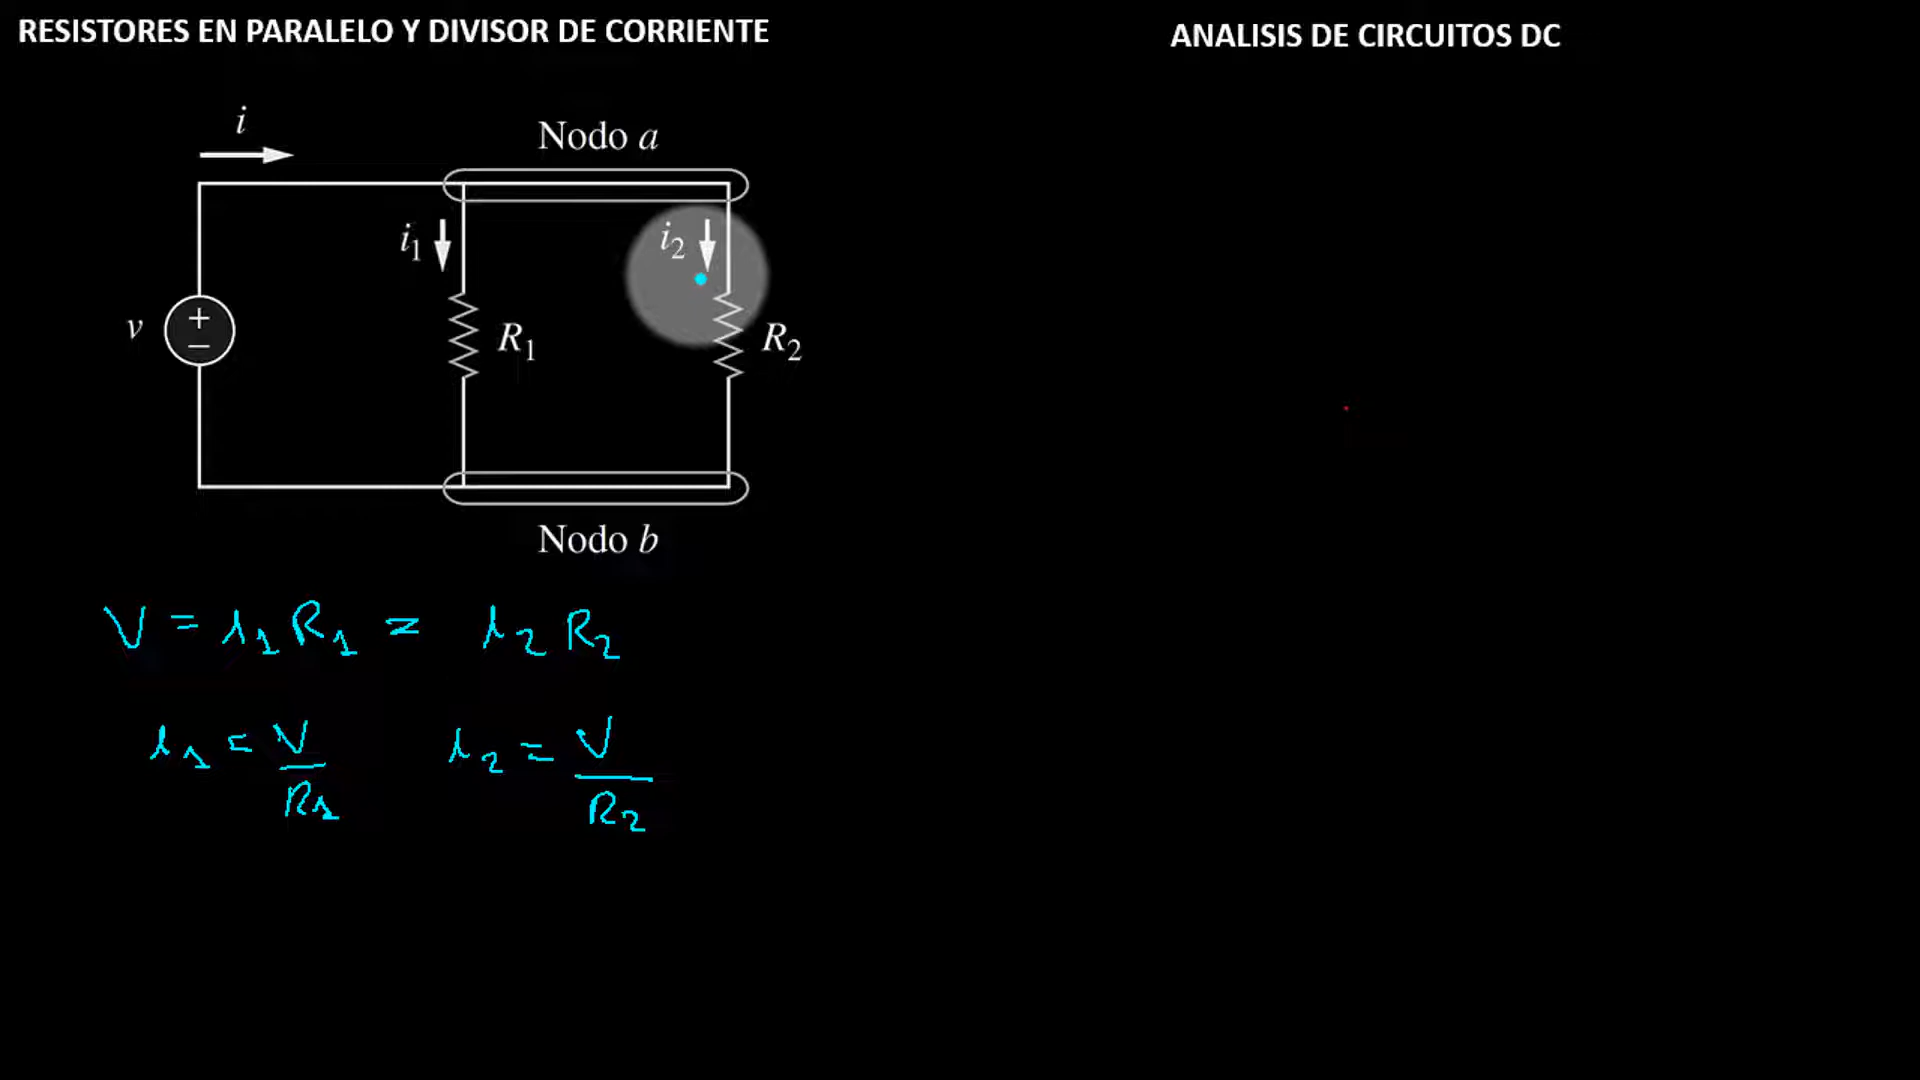 RESISTORES EN PARALELO Y DIVISOR DE CORRIENTE
ANALISIS DE CIRCUITOS DC
i
Nodo a
i₁
i₂
v
+
−
R₁
R₂
Nodo b
V = i₁ R₁ = i₂ R₂
i₁ = V/R₁
i₂ = V/R₂